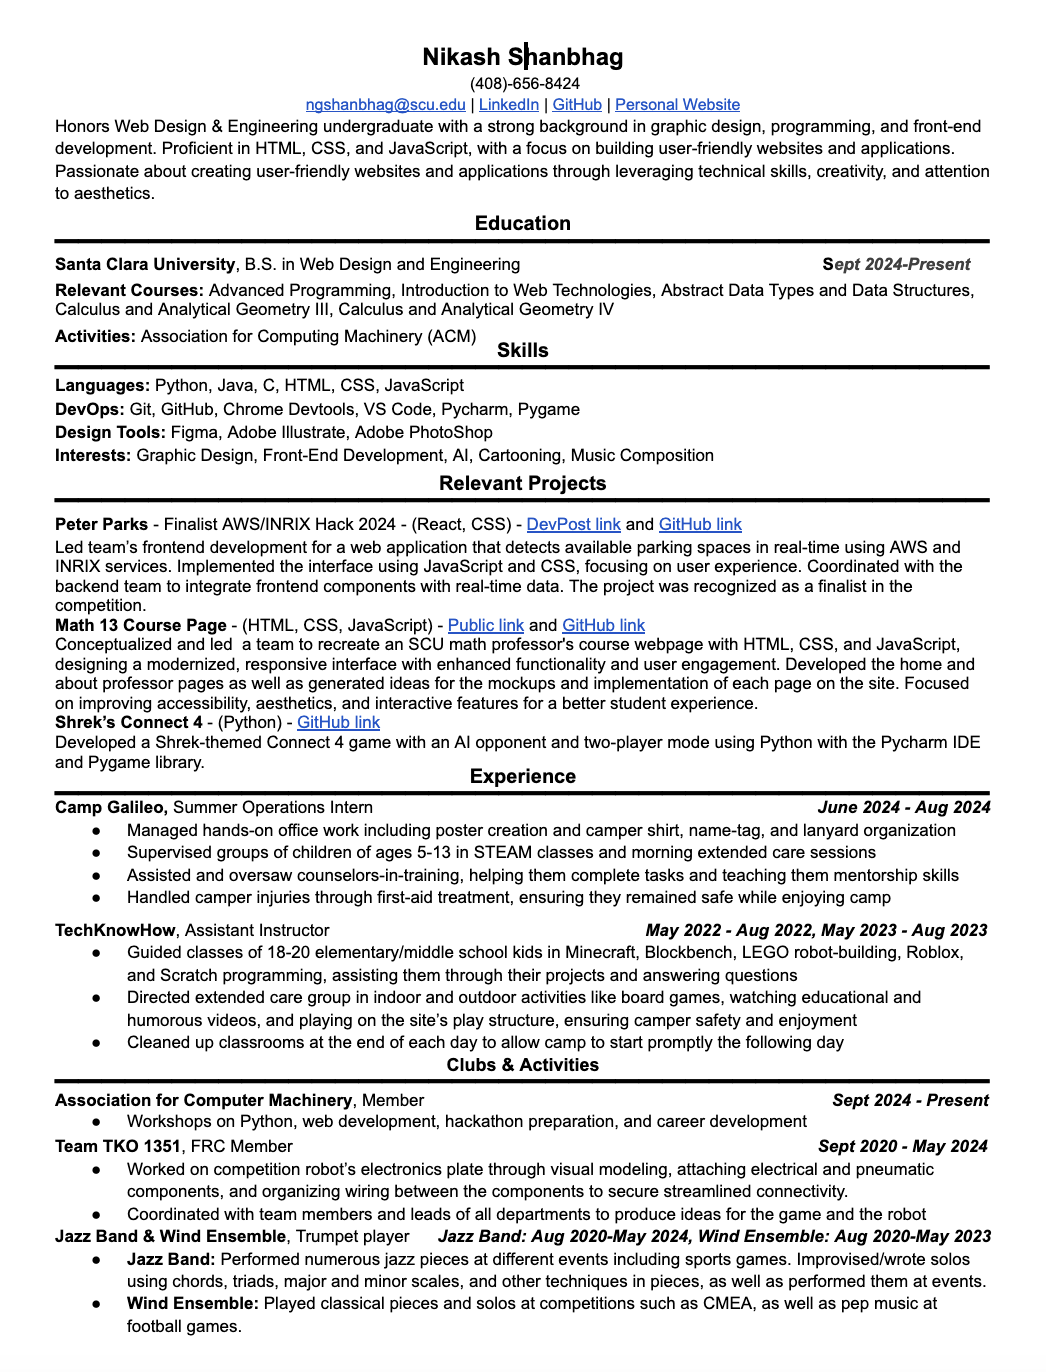 Nikash Shanbhag
(408)-656-8424
ngshanbhag@scu.edu | LinkedIn | GitHub | Personal Website
Honors Web Design & Engineering undergraduate with a strong background in graphic design, programming, and front-end
development. Proficient in HTML, CSS, and JavaScript, with a focus on building user-friendly websites and applications.
Passionate about creating user-friendly websites and applications through leveraging technical skills, creativity, and attention
to aesthetics.
Education
Santa Clara University, B.S. in Web Design and Engineering Sept 2024-Present
Relevant Courses: Advanced Programming, Introduction to Web Technologies, Abstract Data Types and Data Structures,
Calculus and Analytical Geometry III, Calculus and Analytical Geometry IV
Activities: Association for Computing Machinery (ACM)
Skills
Languages: Python, Java, C, HTML, CSS, JavaScript
DevOps: Git, GitHub, Chrome Devtools, VS Code, Pycharm, Pygame
Design Tools: Figma, Adobe Illustrate, Adobe PhotoShop
Interests: Graphic Design, Front-End Development, AI, Cartooning, Music Composition
Relevant Projects
Peter Parks - Finalist AWS/INRIX Hack 2024 - (React, CSS) - DevPost link and GitHub link
Led team's frontend development for a web application that detects available parking spaces in real-time using AWS and
INRIX services. Implemented the interface using JavaScript and CSS, focusing on user experience. Coordinated with the
backend team to integrate frontend components with real-time data. The project was recognized as a finalist in the
competition.
Math 13 Course Page - (HTML, CSS, JavaScript) - Public link and GitHub link
Conceptualized and led  a team to recreate an SCU math professor's course webpage with HTML, CSS, and JavaScript,
designing a modernized, responsive interface with enhanced functionality and user engagement. Developed the home and
about professor pages as well as generated ideas for the mockups and implementation of each page on the site. Focused
on improving accessibility, aesthetics, and interactive features for a better student experience.
Shrek's Connect 4 - (Python) - GitHub link
Developed a Shrek-themed Connect 4 game with an AI opponent and two-player mode using Python with the Pycharm IDE
and Pygame library.
Experience
Camp Galileo, Summer Operations Intern June 2024 - Aug 2024
● Managed hands-on office work including poster creation and camper shirt, name-tag, and lanyard organization
● Supervised groups of children of ages 5-13 in STEAM classes and morning extended care sessions
● Assisted and oversaw counselors-in-training, helping them complete tasks and teaching them mentorship skills
● Handled camper injuries through first-aid treatment, ensuring they remained safe while enjoying camp
TechKnowHow, Assistant Instructor May 2022 - Aug 2022, May 2023 - Aug 2023
● Guided classes of 18-20 elementary/middle school kids in Minecraft, Blockbench, LEGO robot-building, Roblox,
and Scratch programming, assisting them through their projects and answering questions
● Directed extended care group in indoor and outdoor activities like board games, watching educational and
humorous videos, and playing on the site's play structure, ensuring camper safety and enjoyment
● Cleaned up classrooms at the end of each day to allow camp to start promptly the following day
Clubs & Activities
Association for Computer Machinery, Member Sept 2024 - Present
● Workshops on Python, web development, hackathon preparation, and career development
Team TKO 1351, FRC Member Sept 2020 - May 2024
● Worked on competition robot's electronics plate through visual modeling, attaching electrical and pneumatic
components, and organizing wiring between the components to secure streamlined connectivity.
● Coordinated with team members and leads of all departments to produce ideas for the game and the robot
Jazz Band & Wind Ensemble, Trumpet player Jazz Band: Aug 2020-May 2024, Wind Ensemble: Aug 2020-May 2023
● Jazz Band: Performed numerous jazz pieces at different events including sports games. Improvised/wrote solos
using chords, triads, major and minor scales, and other techniques in pieces, as well as performed them at events.
● Wind Ensemble: Played classical pieces and solos at competitions such as CMEA, as well as pep music at
football games.